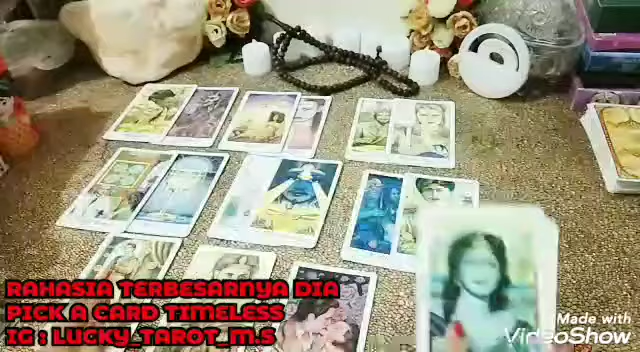 RAHASIA TERBESARNYA DIA
PICK A CARD TIMELESS
IG : LUCKY_TAROT_M.S
Made with
VideoShow